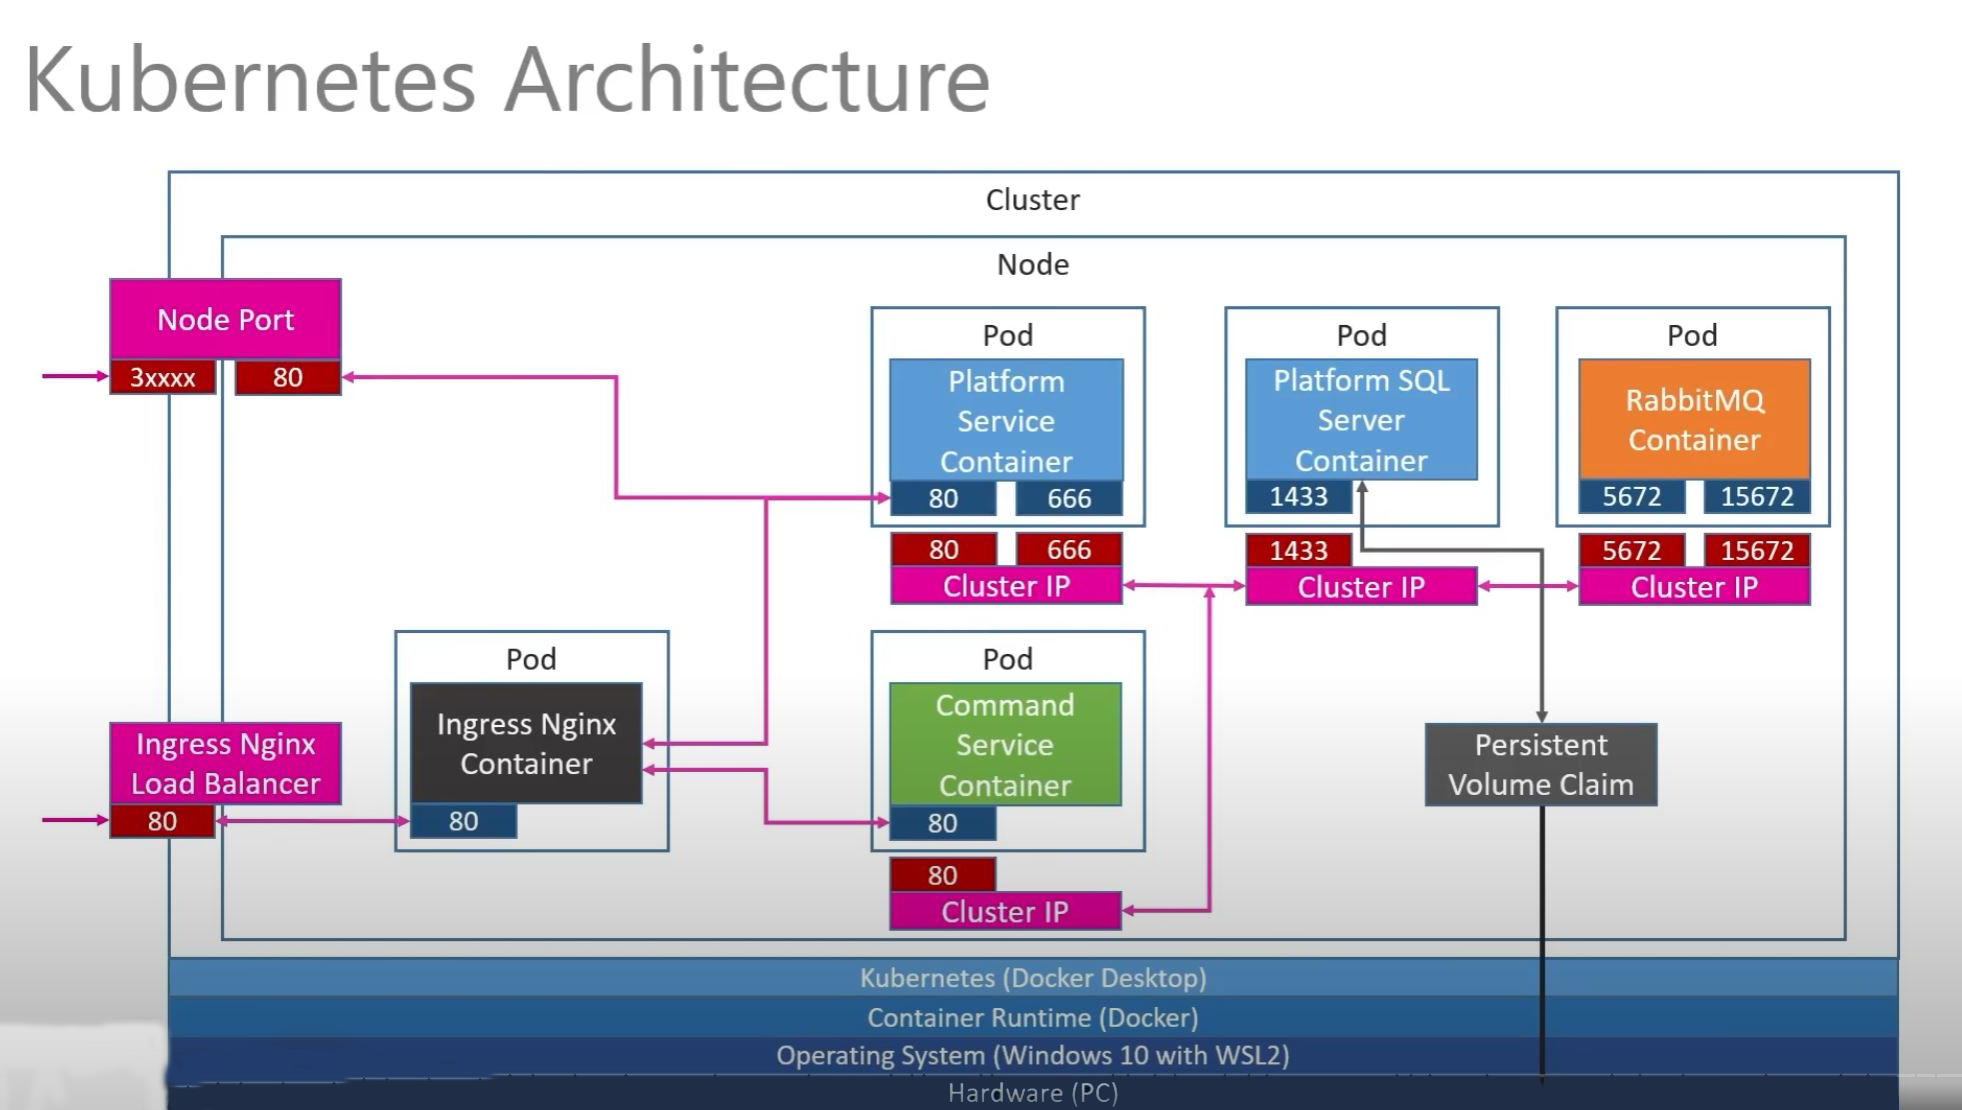 Kubernetes Architecture
Cluster
Node
Node Port
3xxxx
80
Pod
Platform
Service
Container
80
666
80
666
Cluster IP
Pod
Platform SQL
Server
Container
1433
1433
Cluster IP
Pod
RabbitMQ
Container
5672
15672
5672
15672
Cluster IP
Ingress Nginx
Load Balancer
80
Pod
Ingress Nginx
Container
80
Pod
Command
Service
Container
80
80
Cluster IP
Persistent
Volume Claim
Kubernetes (Docker Desktop)
Container Runtime (Docker)
Operating System (Windows 10 with WSL2)
Hardware (PC)